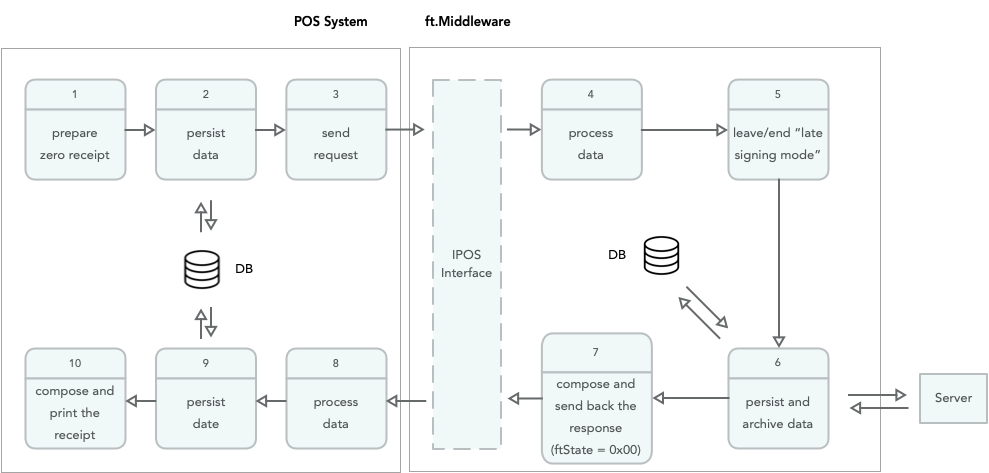 POS System
ft.Middleware
1
prepare
zero receipt
2
persist
data
3
send
request
4
process
data
5
leave/end “late
signing mode”
DB
IPOS
Interface
DB
10
compose and
print the
receipt
9
persist
date
8
process
data
7
compose and
send back the
response
(ftState = 0x00)
6
persist and
archive data
Server